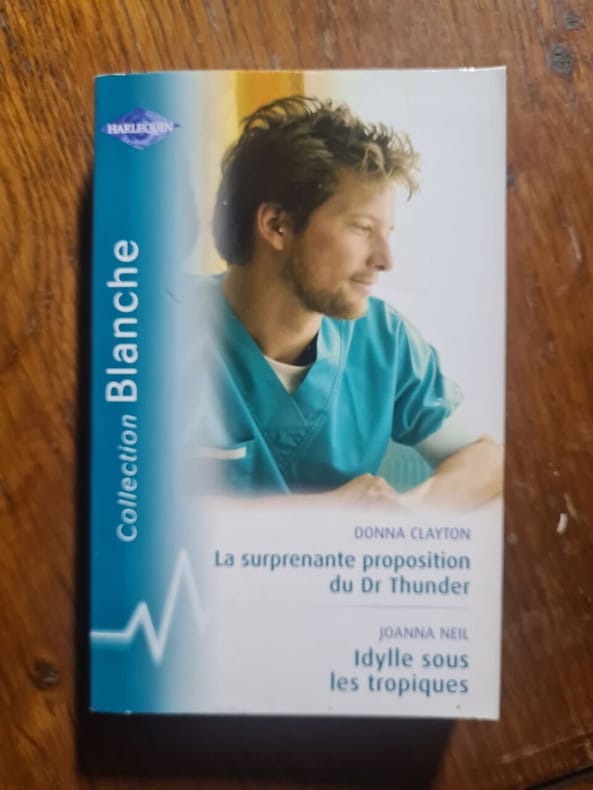 HARLEQUIN
Collection Blanche
DONNA CLAYTON
La surprenante proposition
du Dr Thunder
JOANNA NEIL
Idylle sous
les tropiques